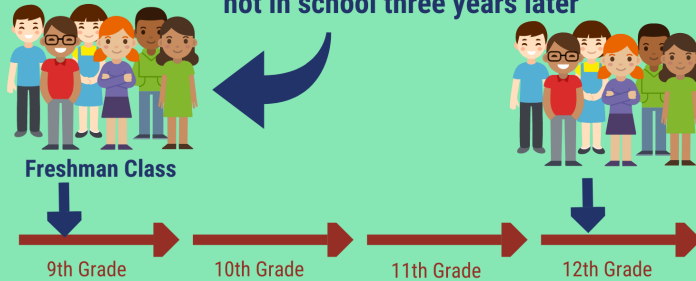 not in school three years later
Freshman Class
9th Grade
10th Grade
11th Grade
12th Grade